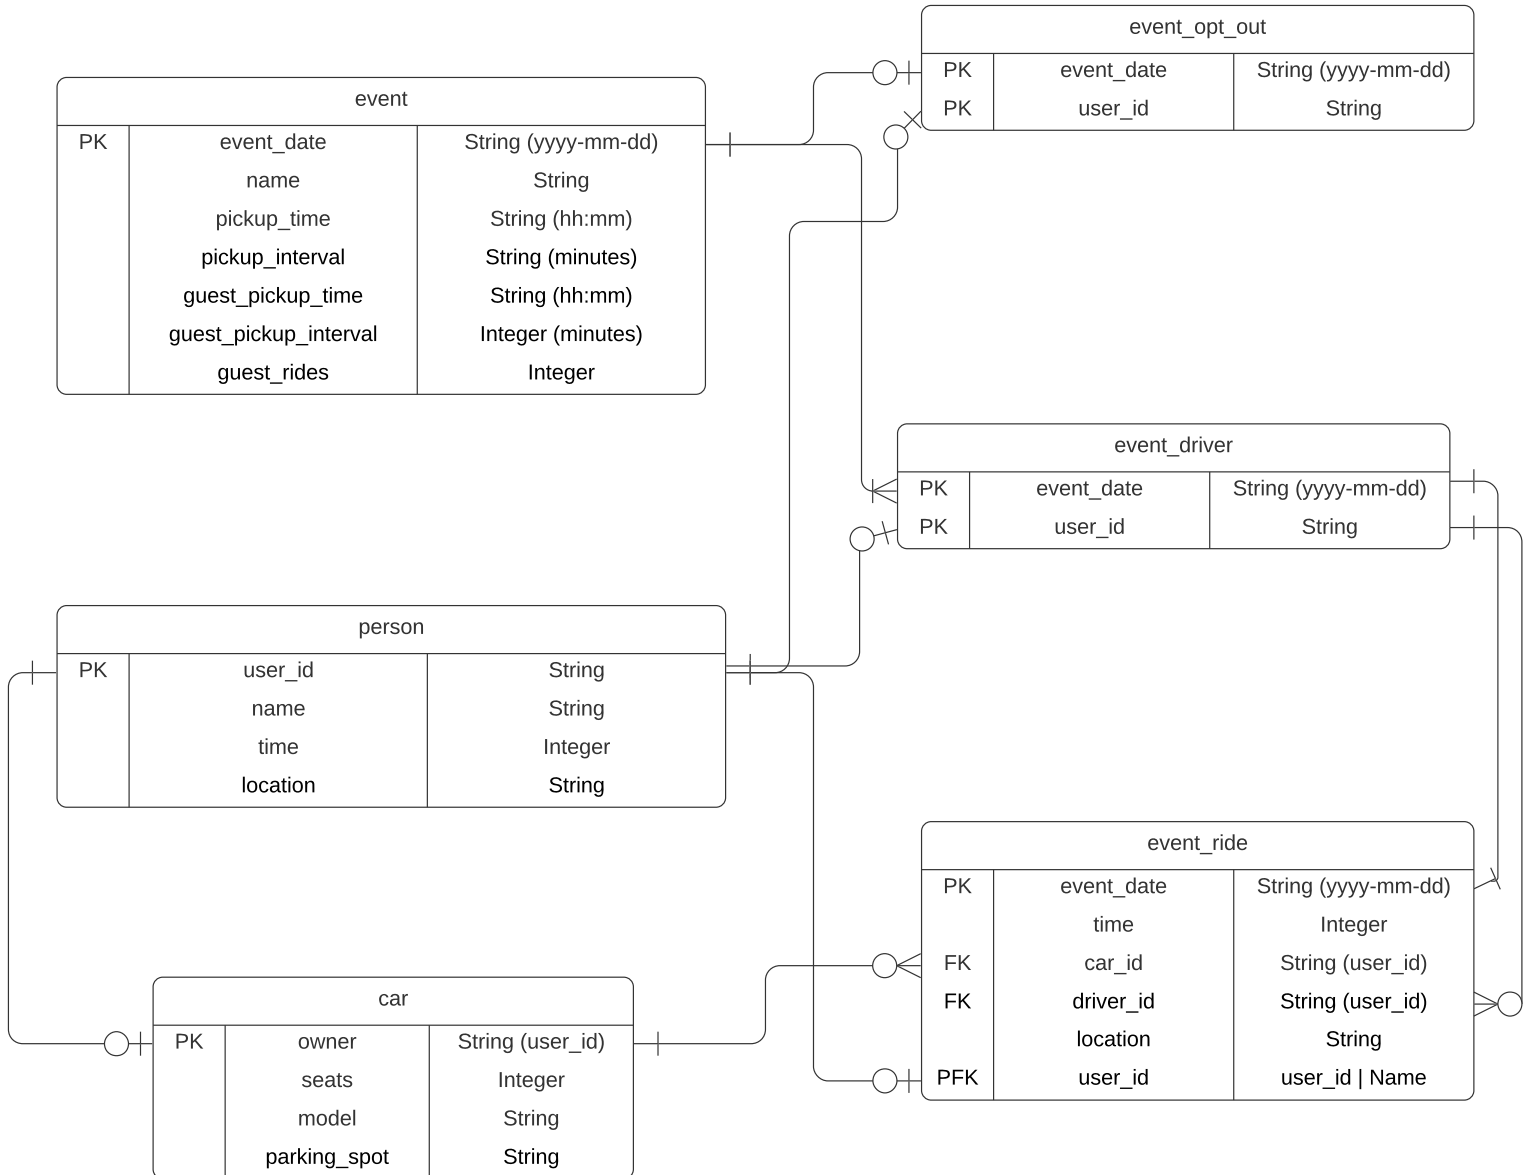 event_opt_out
PK event_date String (yyyy-mm-dd)
PK user_id String
event
PK event_date String (yyyy-mm-dd)
name String
pickup_time String (hh:mm)
pickup_interval String (minutes)
guest_pickup_time String (hh:mm)
guest_pickup_interval Integer (minutes)
guest_rides Integer
event_driver
PK event_date String (yyyy-mm-dd)
PK user_id String
person
PK user_id String
name String
time Integer
location String
event_ride
PK event_date String (yyyy-mm-dd)
time Integer
FK car_id String (user_id)
FK driver_id String (user_id)
location String
PFK user_id user_id | Name
car
PK owner String (user_id)
seats Integer
model String
parking_spot String